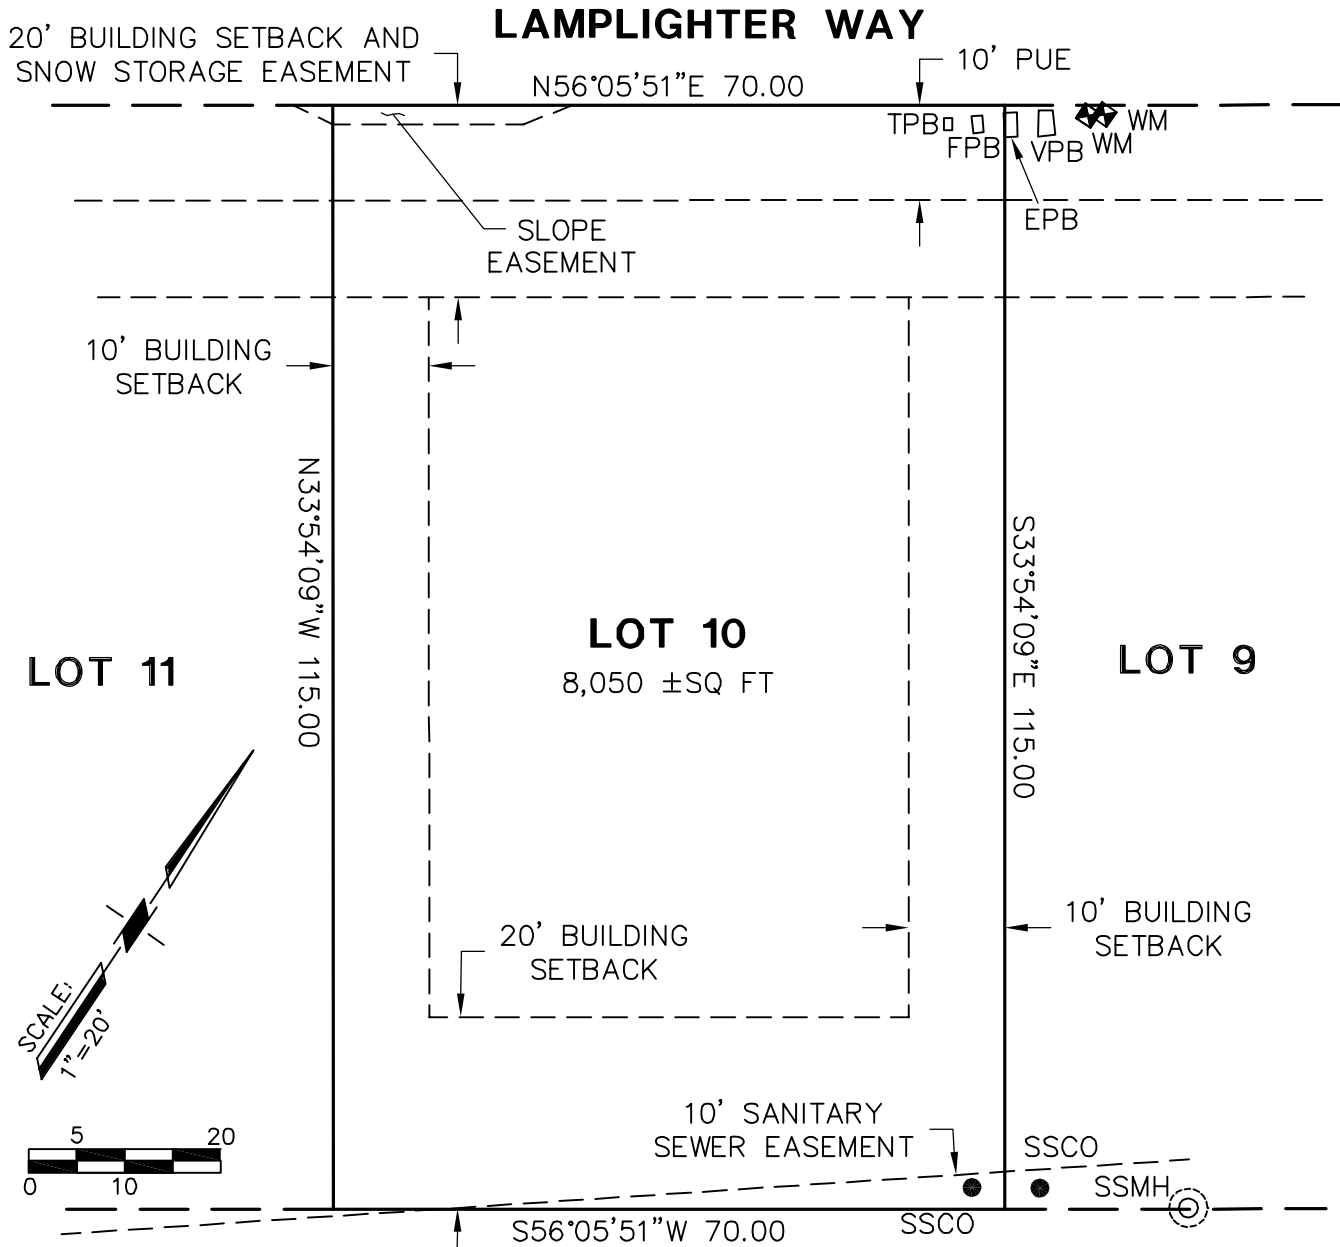 LAMPLIGHTER WAY
20' BUILDING SETBACK AND
SNOW STORAGE EASEMENT
N56°05'51"E 70.00
10' PUE
TPB
FPB
VPB
WM
WM
EPB
SLOPE
EASEMENT
10' BUILDING
SETBACK
N33°54'09"W 115.00
S33°54'09"E 115.00
LOT 10
8,050 ±SQ FT
LOT 11
LOT 9
20' BUILDING
SETBACK
10' BUILDING
SETBACK
SCALE:
1"=20'
5
20
0
10
10' SANITARY
SEWER EASEMENT
SSCO
SSMH
SSCO
S56°05'51"W 70.00